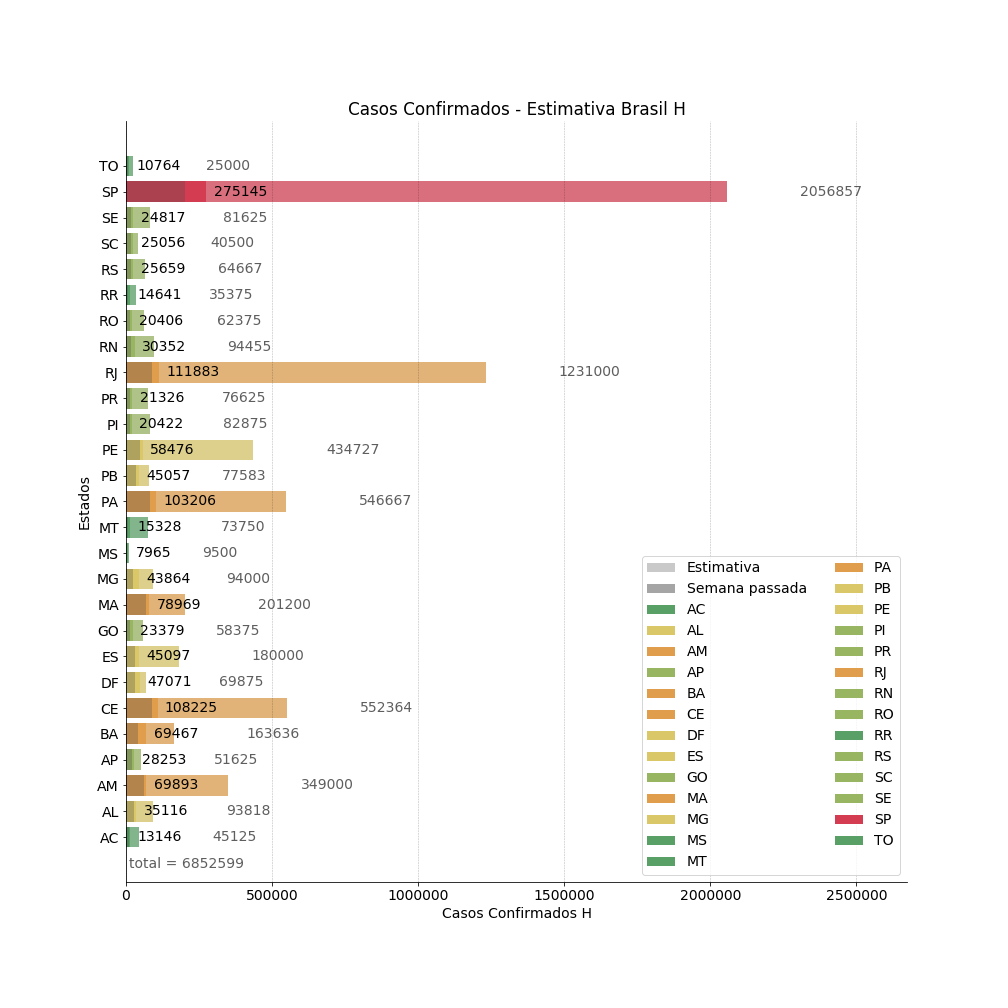 Casos Confirmados - Estimativa Brasil H
TO 10764 25000
SP 275145 2056857
SE 24817 81625
SC 25056 40500
RS 25659 64667
RR 14641 35375
RO 20406 62375
RN 30352 94455
RJ 111883 1231000
PR 21326 76625
PI 20422 82875
PE 58476 434727
PB 45057 77583
PA 103206 546667
MT 15328 73750
MS 7965 9500
MG 43864 94000
MA 78969 201200
GO 23379 58375
ES 45097 180000
DF 47071 69875
CE 108225 552364
BA 69467 163636
AP 28253 51625
AM 69893 349000
AL 35116 93818
AC 13146 45125
total = 6852599
Estados
0 500000 1000000 1500000 2000000 2500000
Casos Confirmados H
Estimativa
Semana passada
AC
AL
AM
AP
BA
CE
DF
ES
GO
MA
MG
MS
MT
PA
PB
PE
PI
PR
RJ
RN
RO
RR
RS
SC
SE
SP
TO